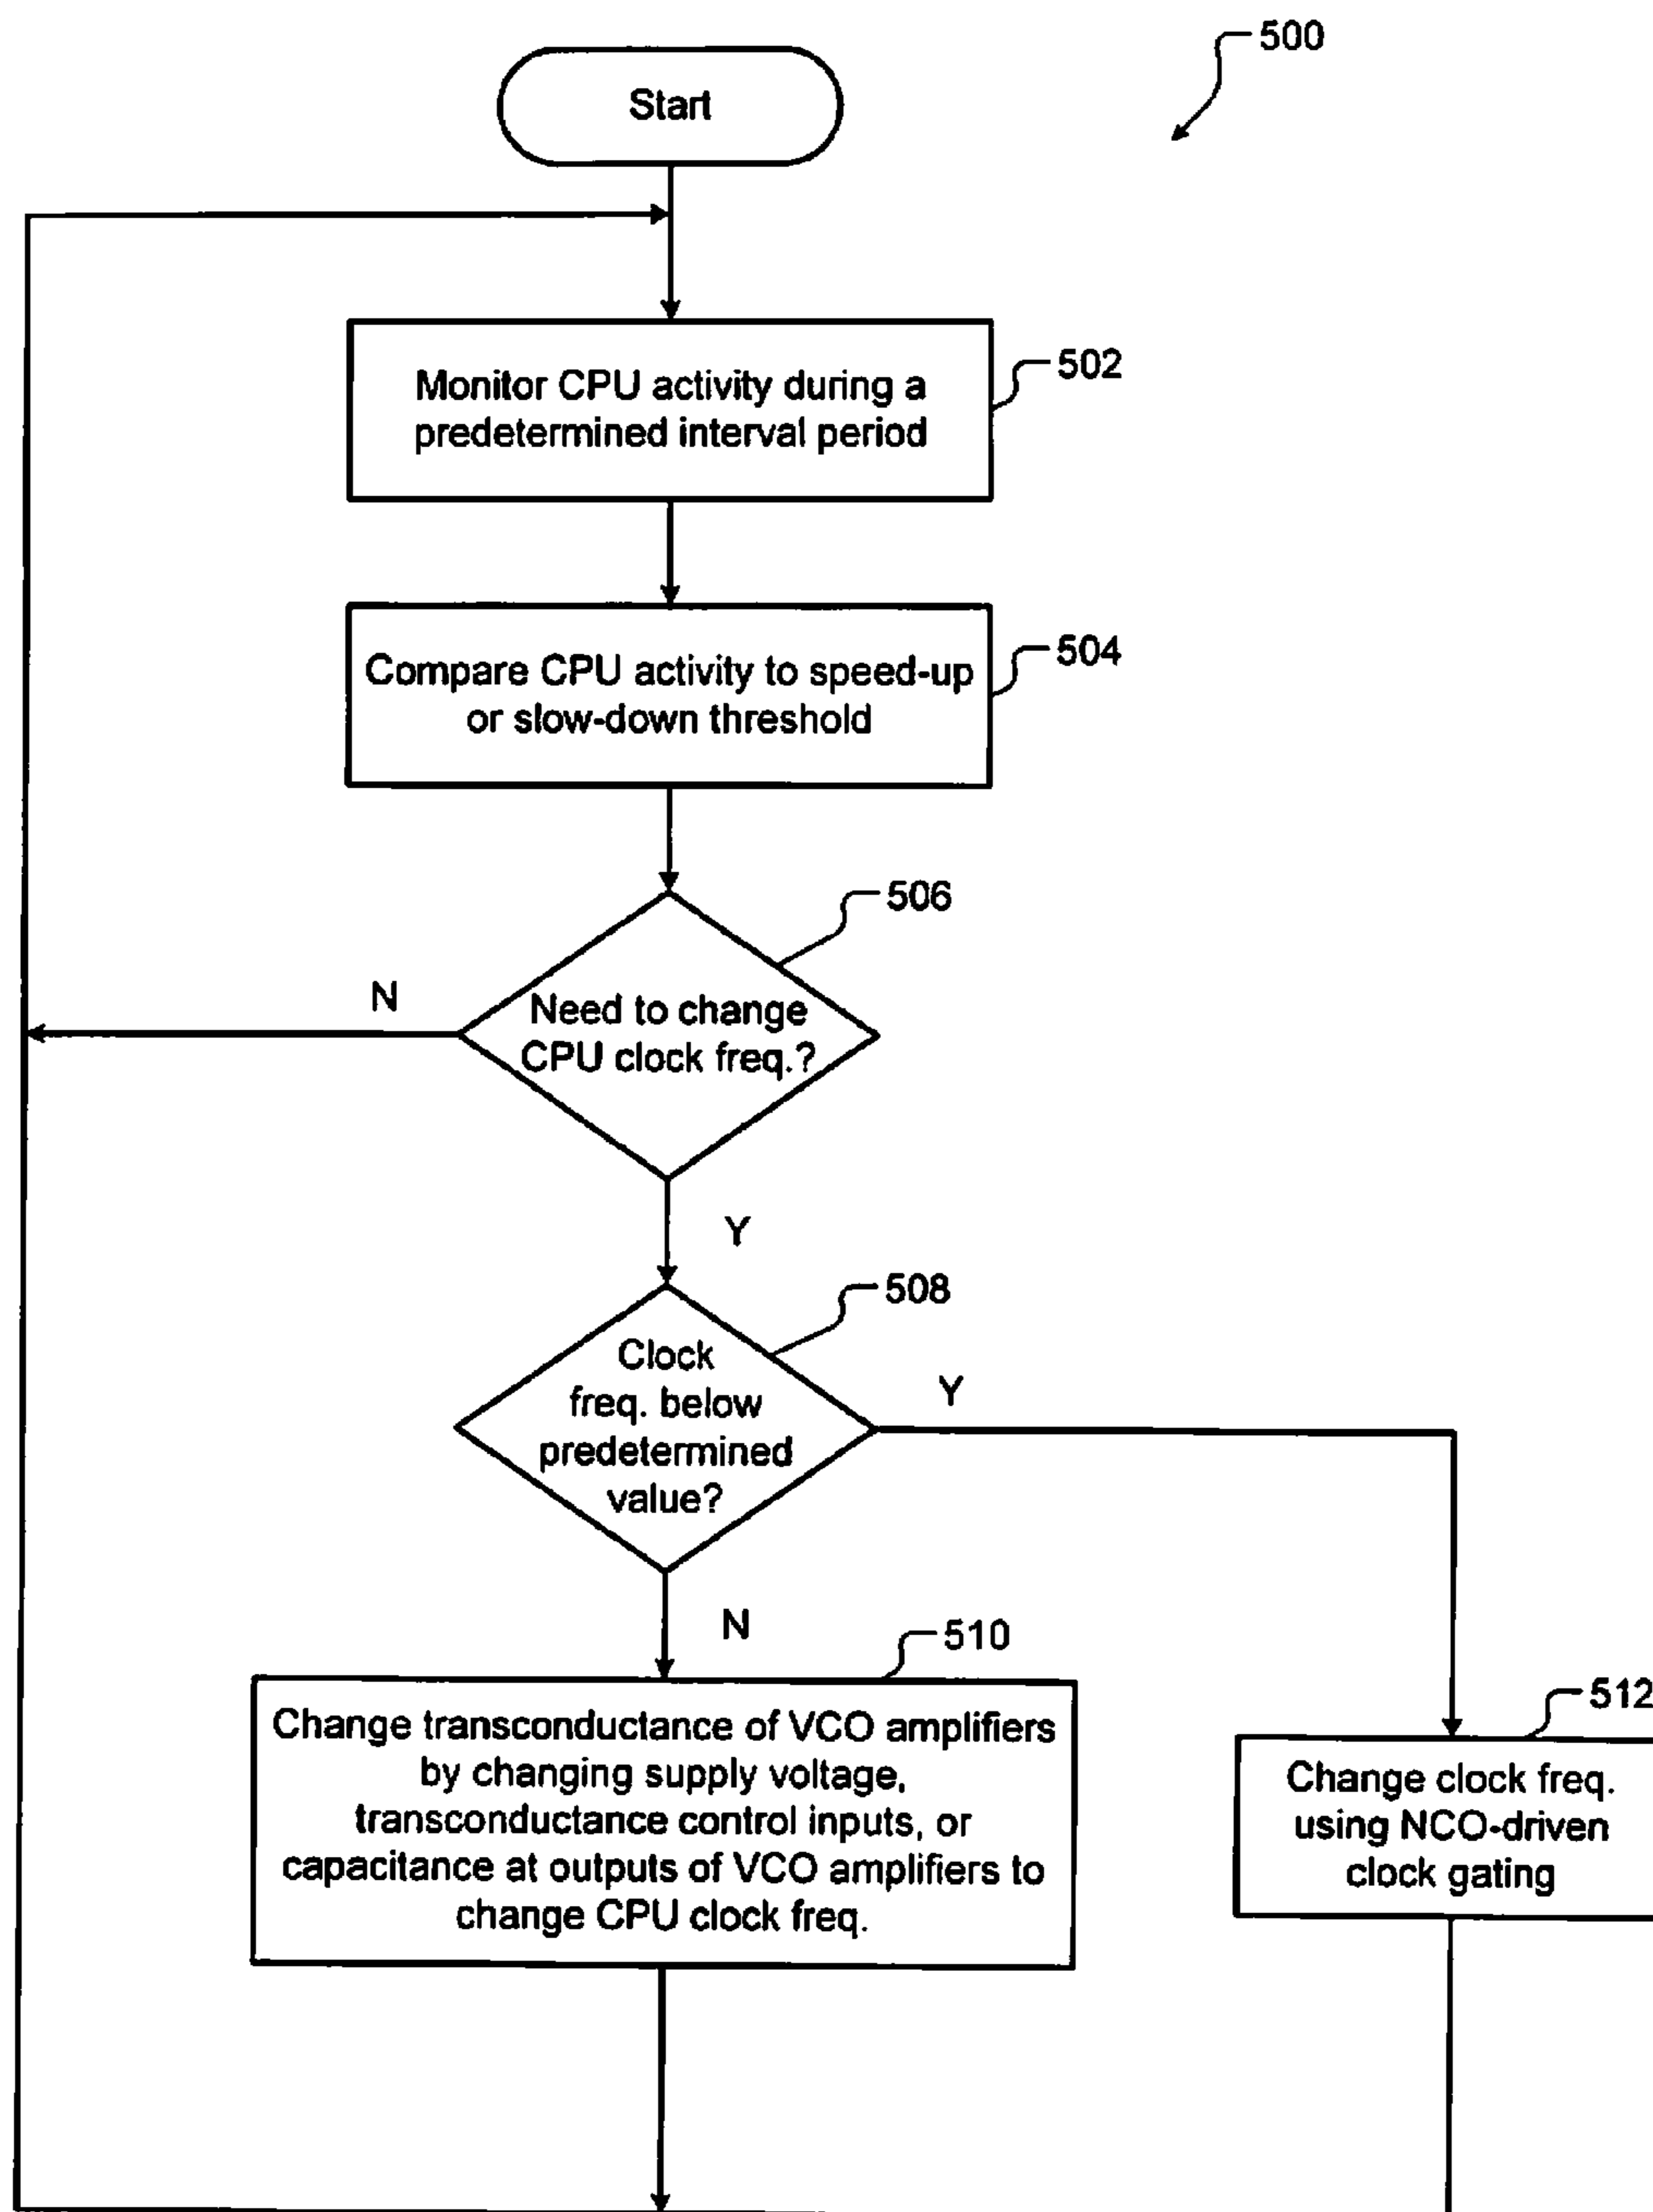 500
Start
Monitor CPU activity during a
predetermined interval period
502
Compare CPU activity to speed-up
or slow-down threshold
504
506
Need to change
CPU clock freq.?
N
Y
508
Clock
freq. below
predetermined
value?
Y
N
510
Change transconductance of VCO amplifiers
by changing supply voltage,
transconductance control inputs, or
capacitance at outputs of VCO amplifiers to
change CPU clock freq.
512
Change clock freq.
using NCO-driven
clock gating